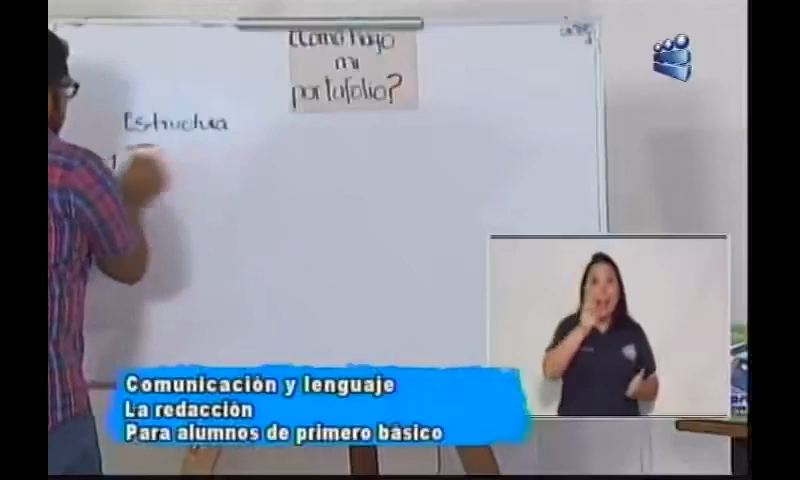 ¿Cómo hago
mi
portafolio?
Estructura
Comunicación y lenguaje
La redacción
Para alumnos de primero básico